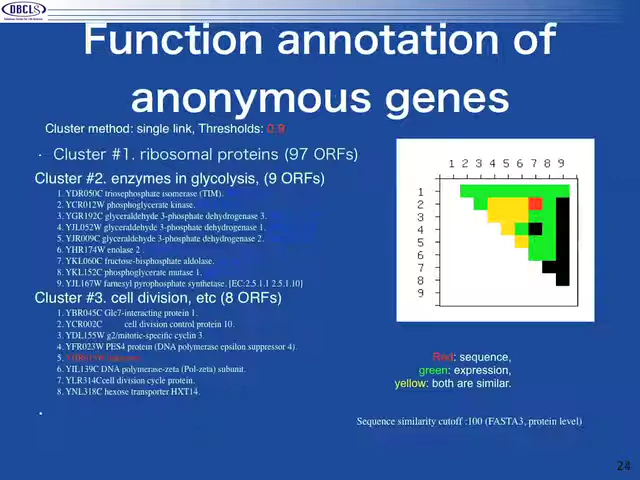 DBCLS
Function annotation of
anonymous genes
Cluster method: single link, Thresholds: 0.9
· Cluster #1. ribosomal proteins (97 ORFs)
Cluster #2. enzymes in glycolysis, (9 ORFs)
1. YDR050C triosephosphate isomerase (TIM).
2. YCR012W phosphoglycerate kinase.
3. YGR192C glyceraldehyde 3-phosphate dehydrogenase 3.
4. YJL052W glyceraldehyde 3-phosphate dehydrogenase 1.
5. YJR009C glyceraldehyde 3-phosphate dehydrogenase 2.
6. YHR174W enolase 2
7. YKL060C fructose-bisphosphate aldolase.
8. YKL152C phosphoglycerate mutase 1.
9. YJL167W farnesyl pyrophosphate synthetase. [EC:2.5.1.1 2.5.1.10]
Cluster #3. cell division, etc (8 ORFs)
1. YBR045C Glc7-interacting protein 1.
2. YCR002C cell division control protein 10.
3. YDL155W g2/mitotic-specific cyclin 3.
4. YFR023W PES4 protein (DNA polymerase epsilon suppressor 4).
5.
6. YIL139C DNA polymerase-zeta (Pol-zeta) subunit.
7. YLR314Ccell division cycle protein.
8. YNL318C hexose transporter HXT14.
·
1 2 3 4 5 6 7 8 9
1
2
3
4
5
6
7
8
9
Red: sequence,
green: expression,
yellow: both are similar.
Sequence similarity cutoff :100 (FASTA3, protein level)
24